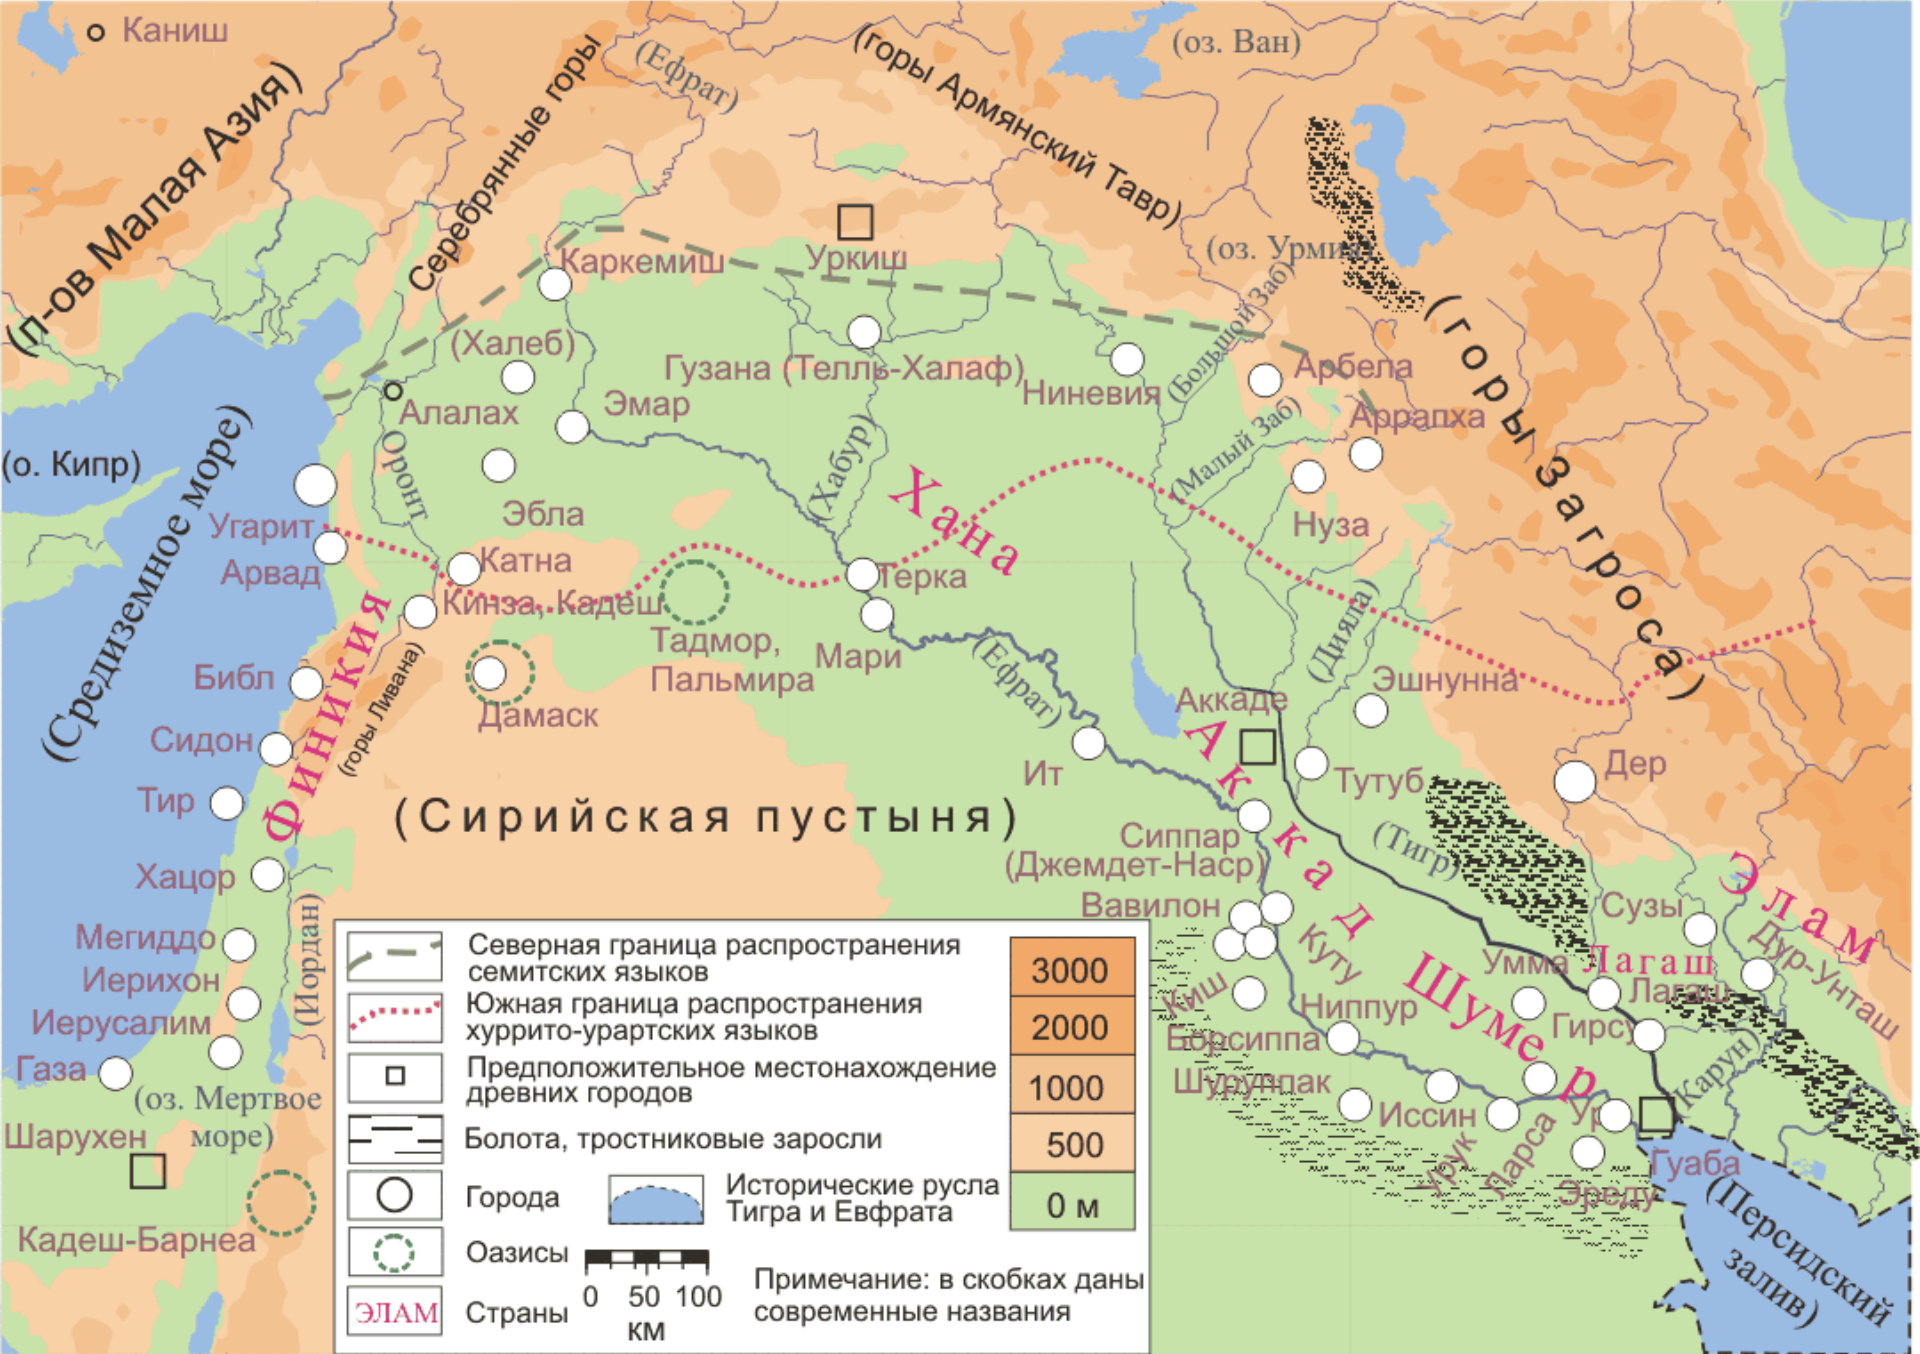 Каниш
(п-ов Малая Азия)
Серебрянные горы
(Ефрат)
(горы Армянский Тавр)
(оз. Ван)
(оз. Урмия)
(горы Загроса)
Каркемиш
Уркиш
(Халеб)
Гузана (Телль-Халаф)
Ниневия
(Большой Заб)
Арбела
Алалах
Эмар
(Малый Заб)
Аррапха
(о. Кипр)
(Средиземное море)
Оронт
(Хабур)
Хана
Эбла
Нуза
Угарит
Арвад
Катна
Кинза, Кадеш
Терка
Тадмор,
Пальмира
Мари
(Ефрат)
(Дияла)
Эшнунна
Библ
Финикия
(горы Ливана)
Дамаск
Аккаде
Аккад
Сидон
Ит
Тутуб
Дер
Тир
(Сирийская пустыня)
Сиппар
(Джемдет-Наср)
(Тигр)
Хацор
Вавилон
Куту
Сузы
Элам
Дур-Унташ
Мегиддо
(Иордан)
Киш
Шумер
Умма
Лагаш
Лагаш
Иерихон
Ниппур
Гирсу
Иерусалим
Борсиппа
(Карун)
Газа
Шуруппак
(оз. Мертвое
море)
Иссин
Урук
Ларса
Ур
Шарухен
Гуаба
Эреду
(Персидский
залив)
Кадеш-Барнеа
Северная граница распространения
семитских языков
Южная граница распространения
хуррито-урартских языков
Предположительное местонахождение
древних городов
Болота, тростниковые заросли
Города
Исторические русла
Тигра и Евфрата
Оазисы
ЭЛАМ
Страны
0 50 100
км
Примечание: в скобках даны
современные названия
3000
2000
1000
500
0 м